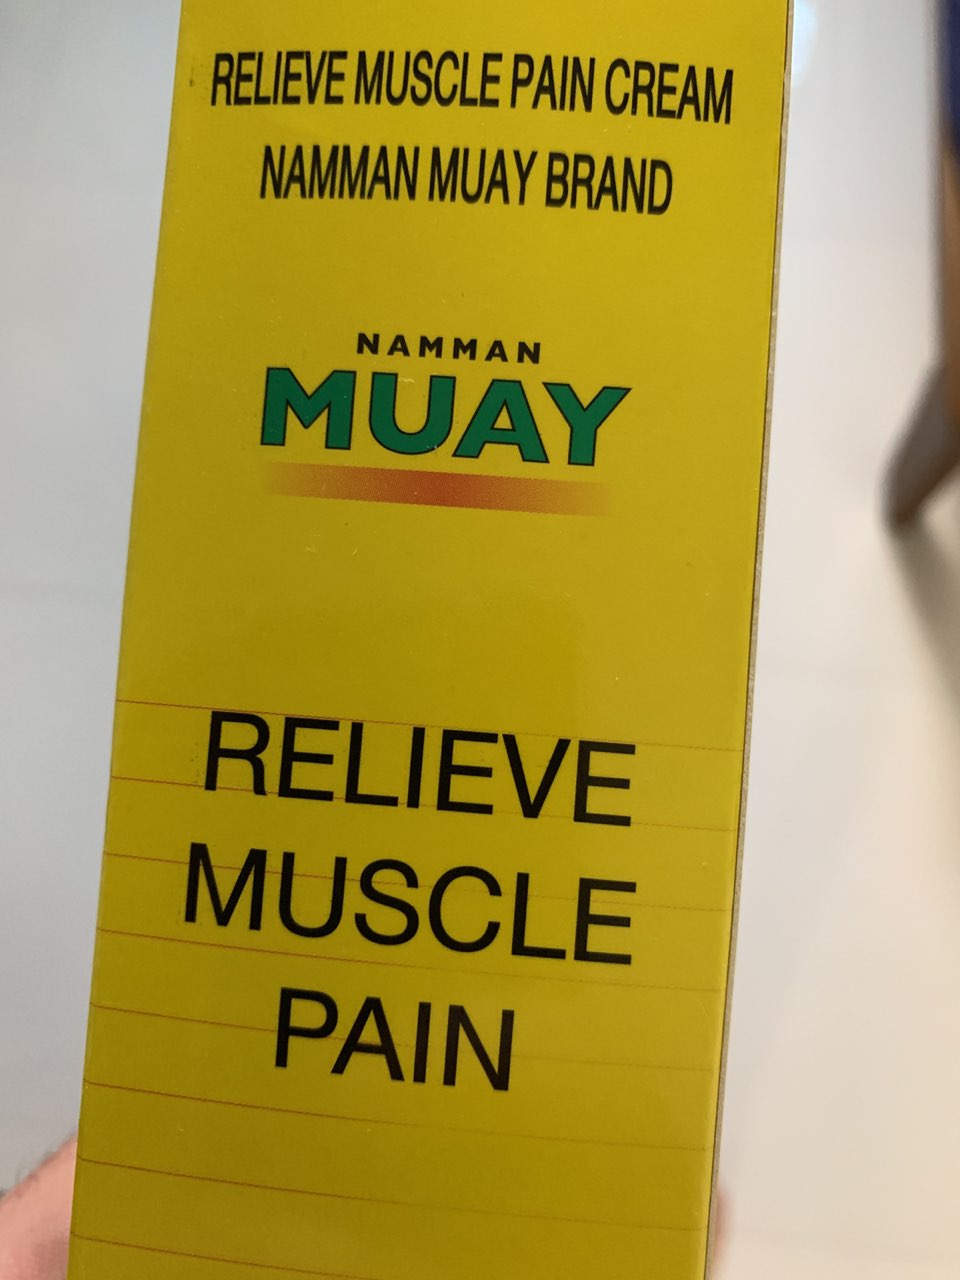 RELIEVE MUSCLE PAIN CREAM
NAMMAN MUAY BRAND
NAMMAN
MUAY
RELIEVE
MUSCLE
PAIN